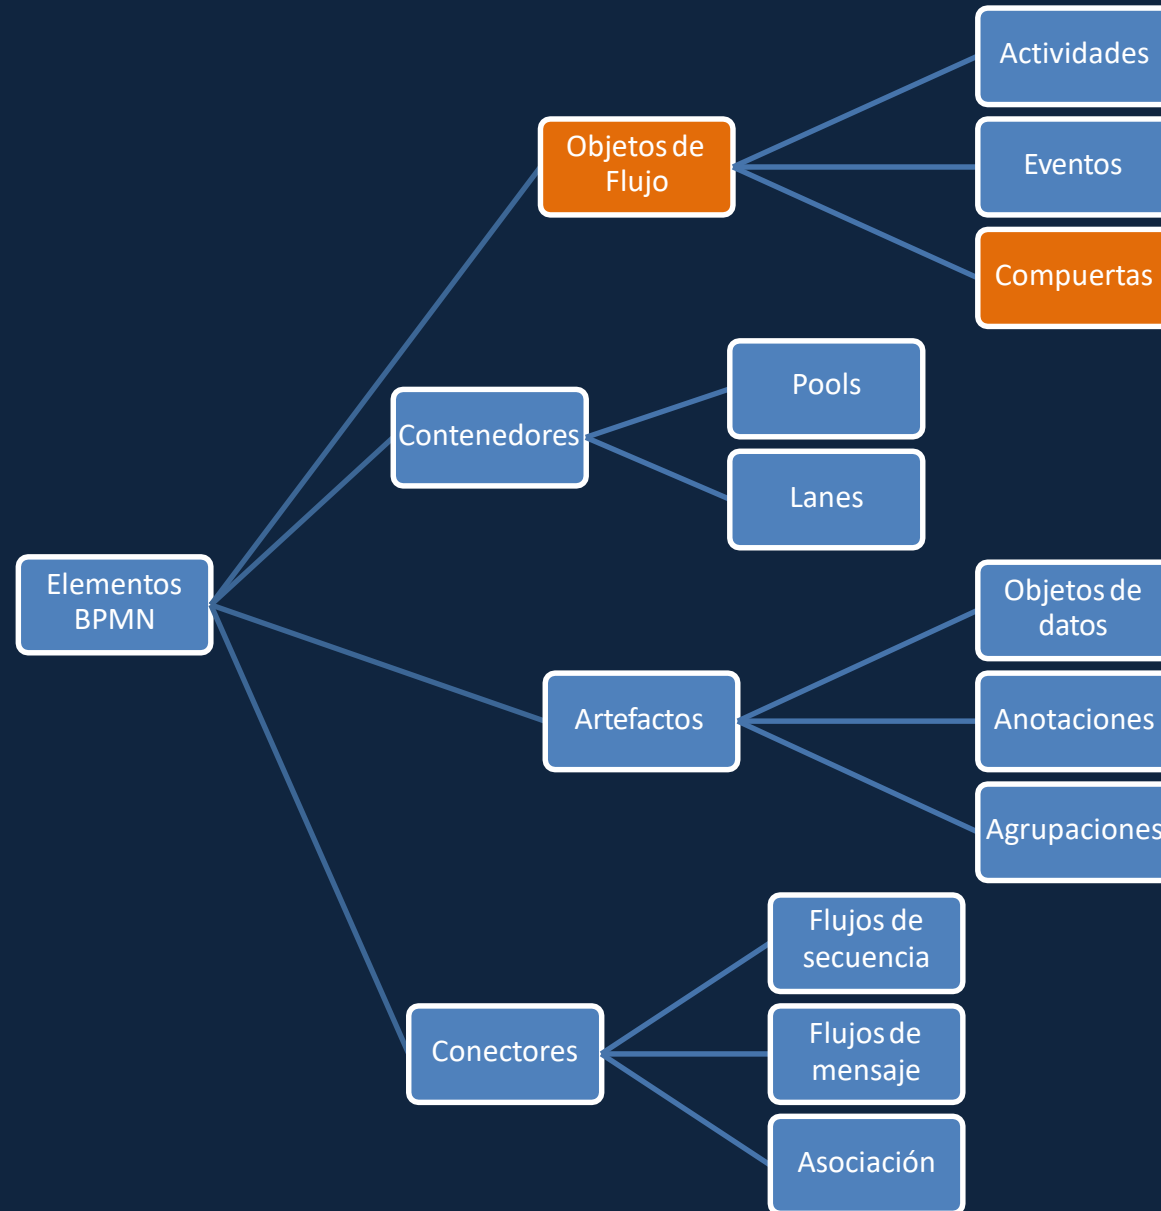 Actividades
Objetos de
Flujo
Eventos
Compuertas
Pools
Contenedores
Lanes
Elementos
BPMN
Objetos de
datos
Artefactos
Anotaciones
Agrupaciones
Flujos de
secuencia
Conectores
Flujos de
mensaje
Asociación